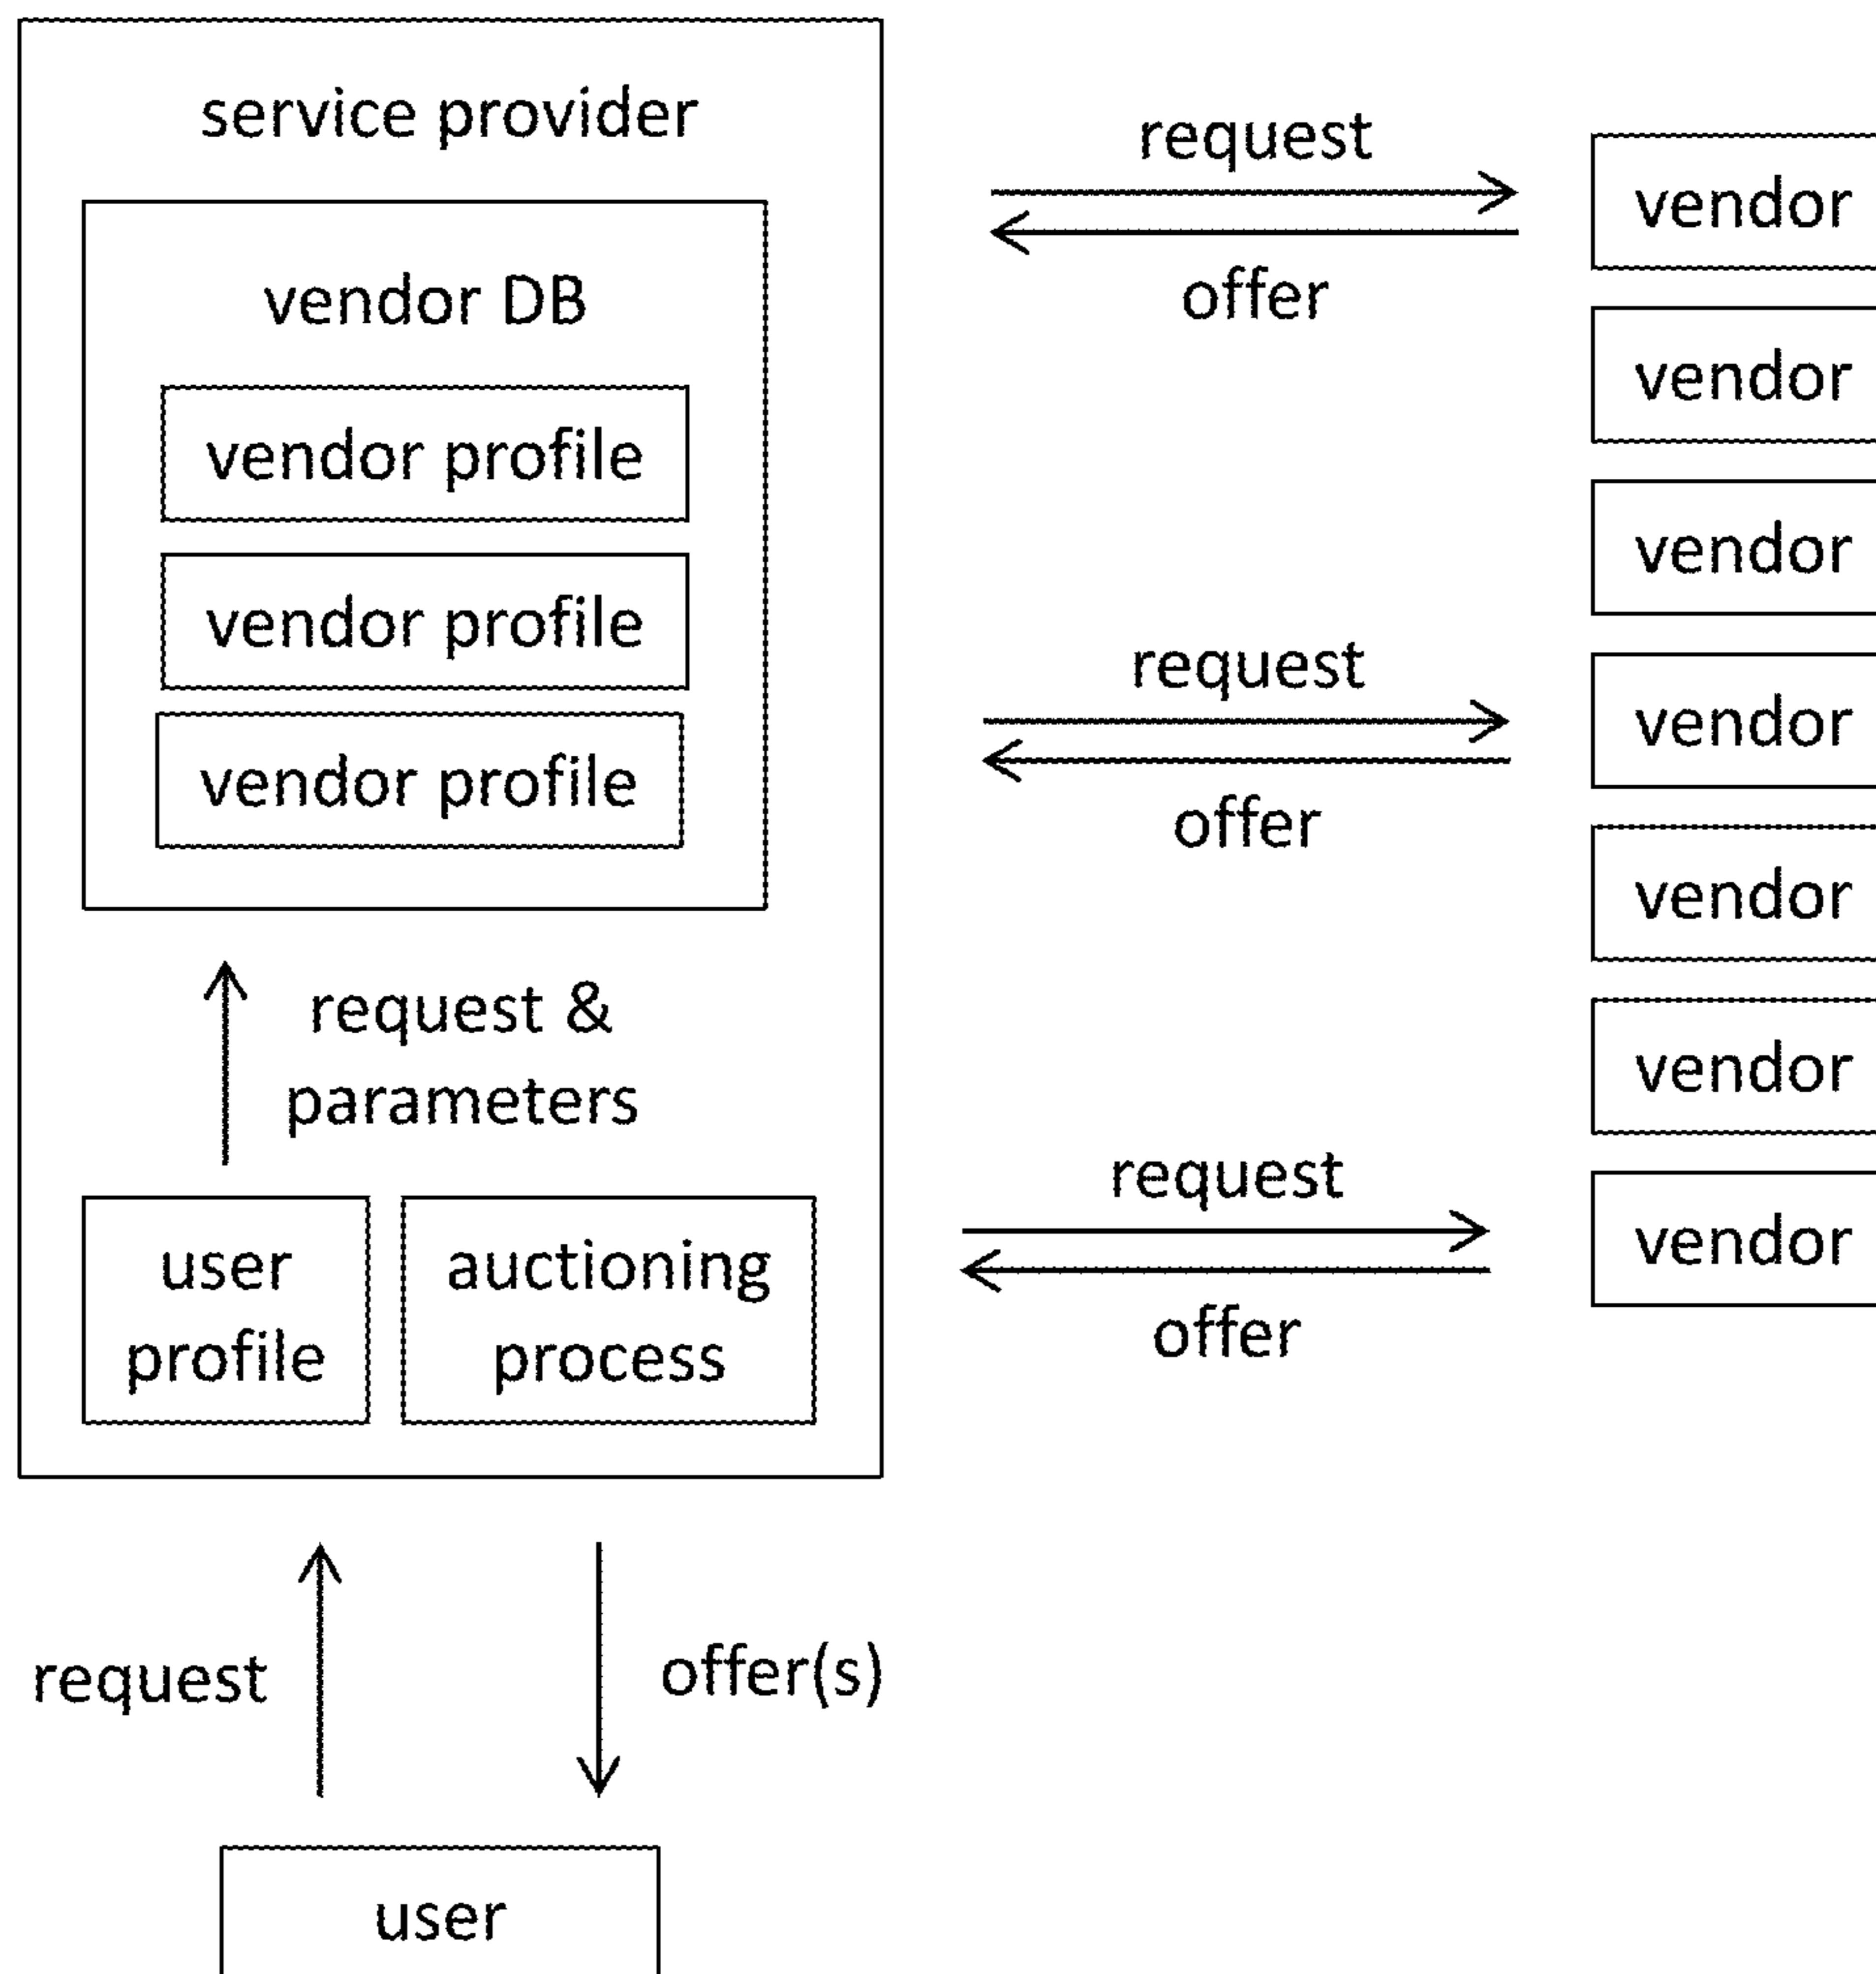 service provider
vendor DB
vendor profile
vendor profile
vendor profile
request &
parameters
user
profile
auctioning
process
request
offer
request
offer
request
offer
vendor
vendor
vendor
vendor
vendor
vendor
vendor
request
offer(s)
user